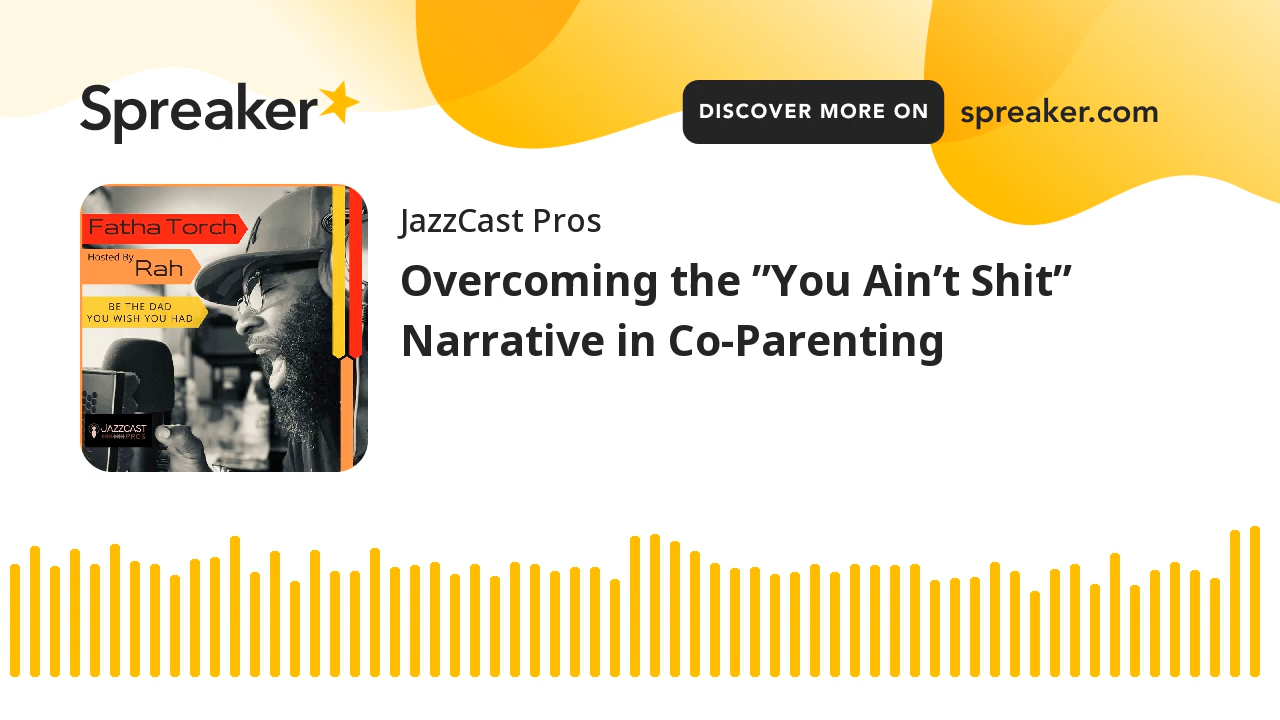 Spreaker
DISCOVER MORE ON spreaker.com
Fatha Torch
Hosted By
Rah
BE THE DAD
YOU WISH YOU HAD
JAZZCAST
PROS
JazzCast Pros
Overcoming the ”You Ain’t Shit”
Narrative in Co-Parenting